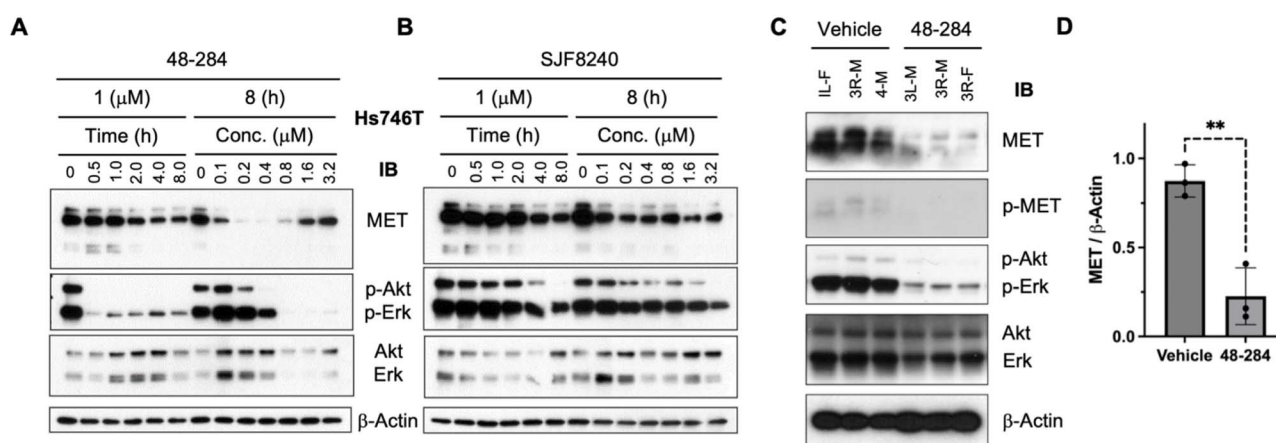 A
48-284
1 (μM) 8 (h)
Time (h) Conc. (μM)
0 0.5 1.0 2.0 4.0 8.0 0 0.1 0.2 0.4 0.8 1.6 3.2
Hs746T
IB
MET
p-Akt
p-Erk
Akt
Erk
β-Actin
B
SJF8240
1 (μM) 8 (h)
Time (h) Conc. (μM)
0 0.5 1.0 2.0 4.0 8.0 0 0.1 0.2 0.4 0.8 1.6 3.2
C
Vehicle 48-284
IL-F 3R-M 4-M 3L-M 3R-M 3R-F
IB
MET
p-MET
p-Akt
p-Erk
Akt
Erk
β-Actin
D
**
MET / β-Actin
1.0
0.5
0.0
Vehicle 48-284